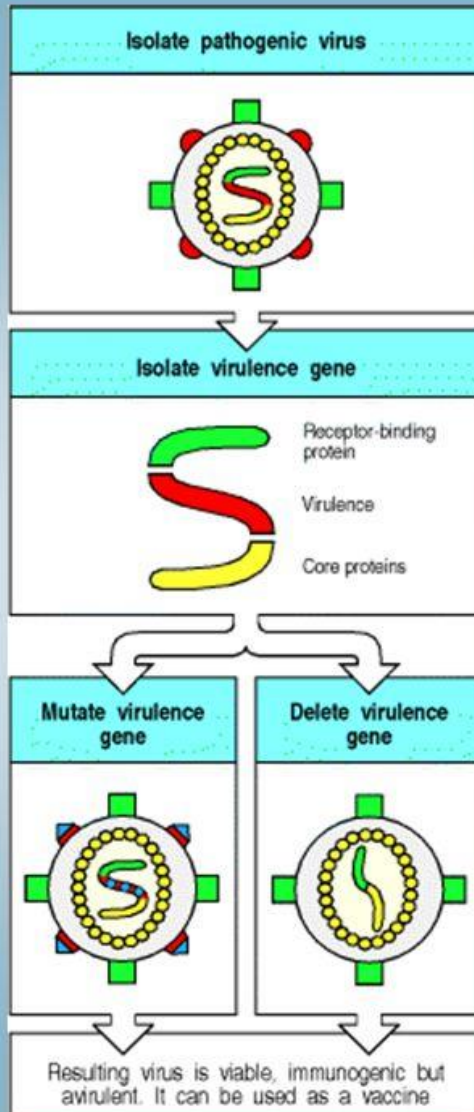 Isolate pathogenic virus
Isolate virulence gene
Receptor-binding
protein
Virulence
Core proteins
Mutate virulence
gene
Delete virulence
gene
Resulting virus is viable, immunogenic but
avirulent. It can be used as a vaccine